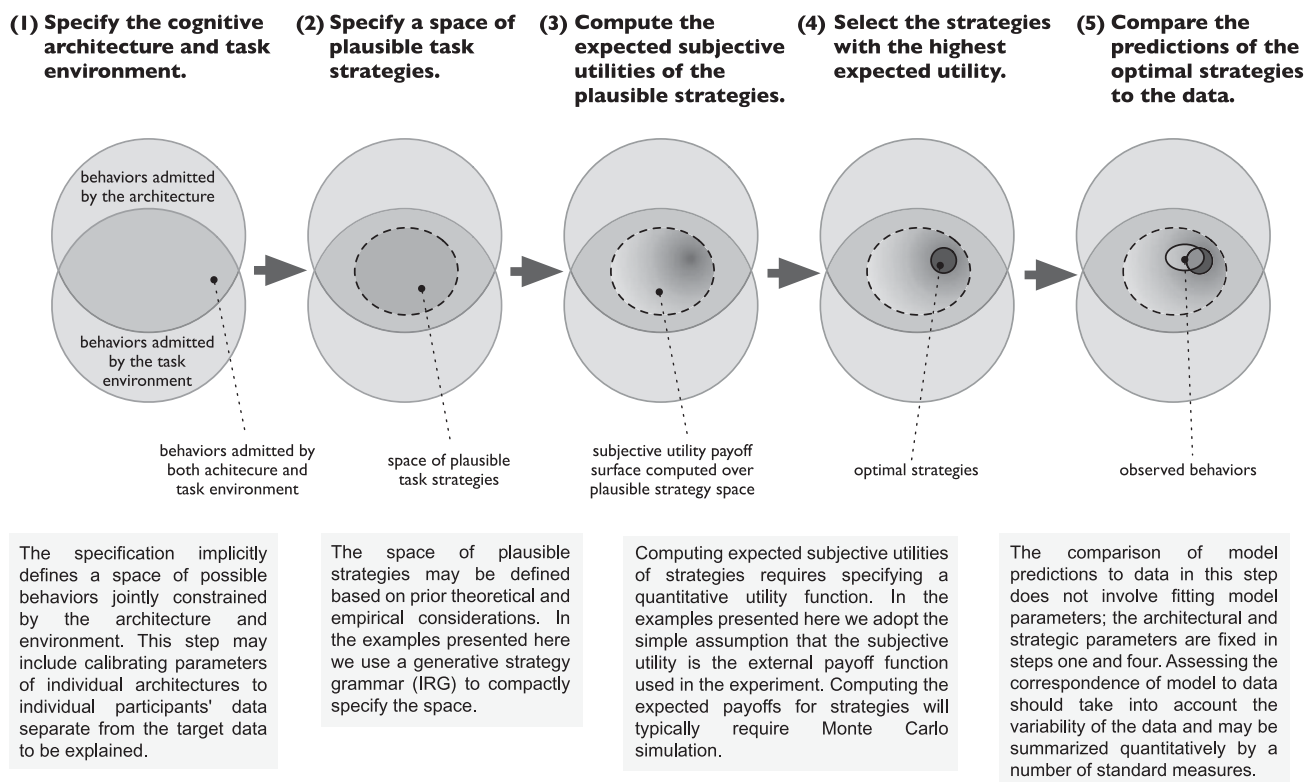 (1) Specify the cognitive
architecture and task
environment.
(2) Specify a space of
plausible task
strategies.
(3) Compute the
expected subjective
utilities of the
plausible strategies.
(4) Select the strategies
with the highest
expected utility.
(5) Compare the
predictions of the
optimal strategies
to the data.
behaviors admitted
by the architecture
behaviors admitted
by the task
environment
behaviors admitted by
both achitecure and
task environment
space of plausible
task strategies
subjective utility payoff
surface computed over
plausible strategy space
optimal strategies
observed behaviors
The specification implicitly
defines a space of possible
behaviors jointly constrained
by the architecture and
environment. This step may
include calibrating parameters
of individual architectures to
individual participants' data
separate from the target data
to be explained.
The space of plausible
strategies may be defined
based on prior theoretical and
empirical considerations. In
the examples presented here
we use a generative strategy
grammar (IRG) to compactly
specify the space.
Computing expected subjective utilities
of strategies requires specifying a
quantitative utility function. In the
examples presented here we adopt the
simple assumption that the subjective
utility is the external payoff function
used in the experiment. Computing the
expected payoffs for strategies will
typically require Monte Carlo
simulation.
The comparison of model
predictions to data in this step
does not involve fitting model
parameters; the architectural and
strategic parameters are fixed in
steps one and four. Assessing the
correspondence of model to data
should take into account the
variability of the data and may be
summarized quantitatively by a
number of standard measures.